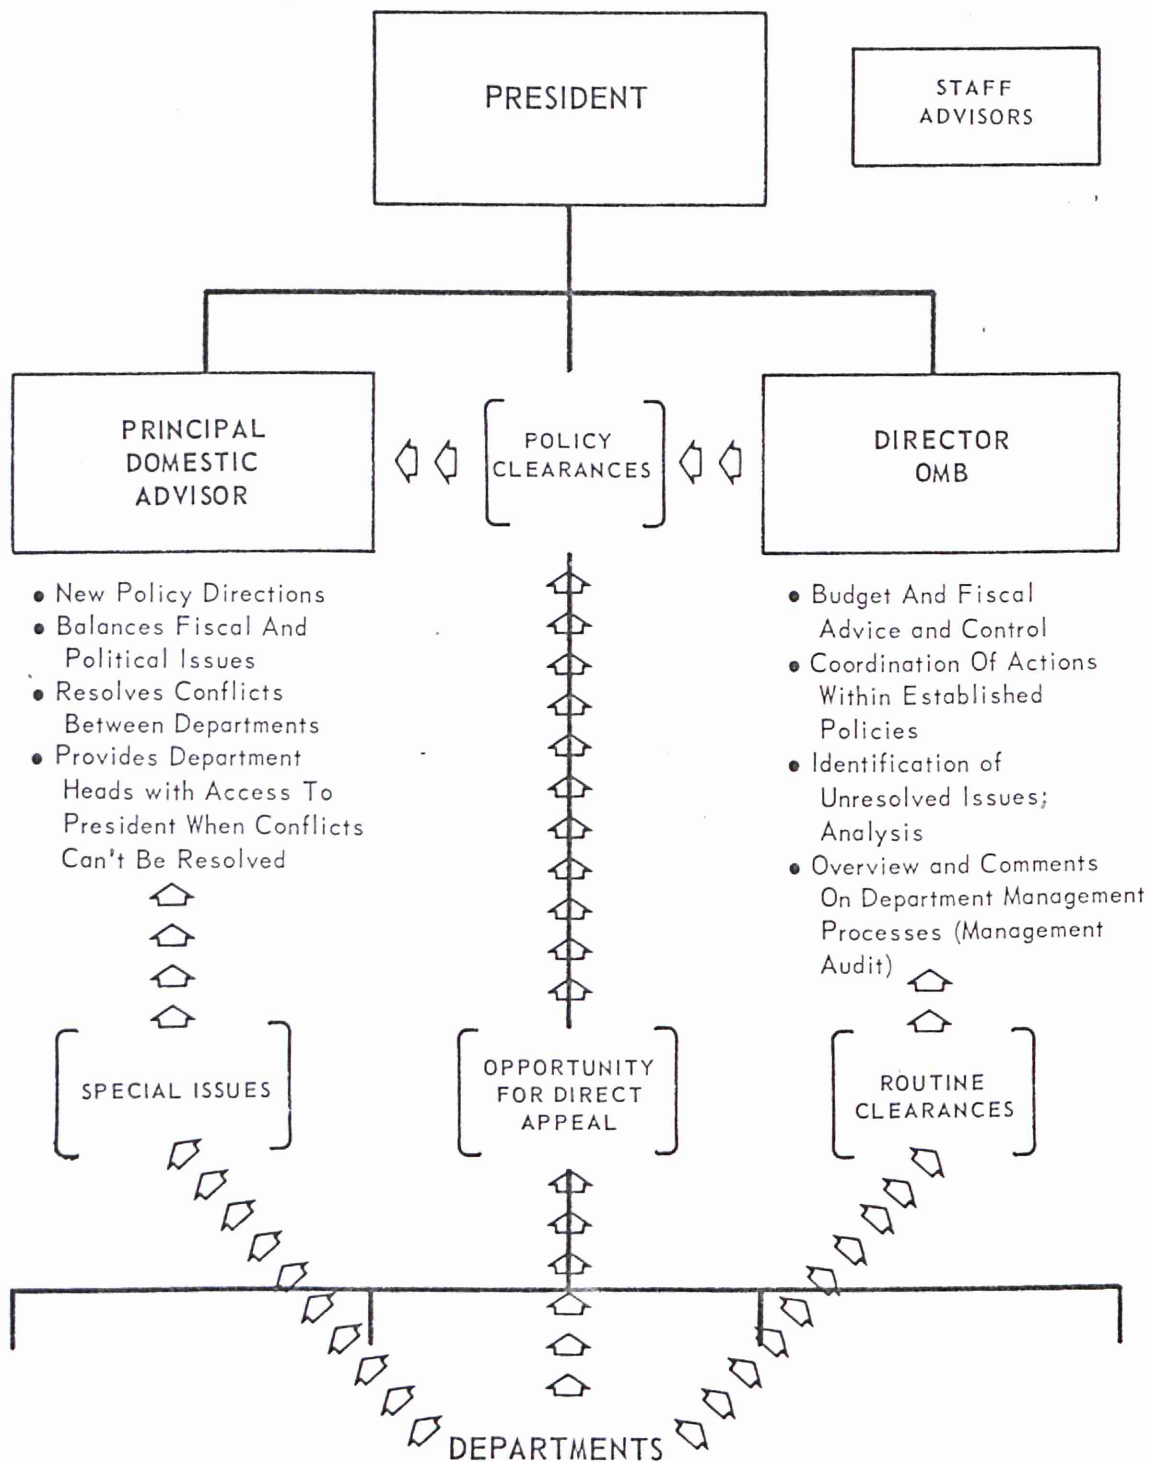 PRESIDENT
STAFF
ADVISORS
PRINCIPAL
DOMESTIC
ADVISOR
POLICY
CLEARANCES
DIRECTOR
OMB
• New Policy Directions
• Balances Fiscal And
Political Issues
• Resolves Conflicts
Between Departments
• Provides Department
Heads with Access To
President When Conflicts
Can't Be Resolved
• Budget And Fiscal
Advice and Control
• Coordination Of Actions
Within Established
Policies
• Identification of
Unresolved Issues;
Analysis
• Overview and Comments
On Department Management
Processes (Management
Audit)
SPECIAL ISSUES
OPPORTUNITY
FOR DIRECT
APPEAL
ROUTINE
CLEARANCES
DEPARTMENTS